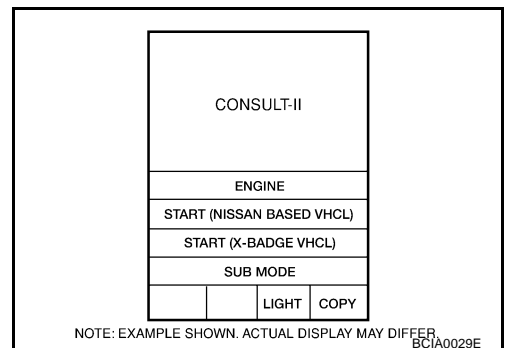 CONSULT-II
ENGINE
START (NISSAN BASED VHCL)
START (X-BADGE VHCL)
SUB MODE
LIGHT COPY
NOTE: EXAMPLE SHOWN. ACTUAL DISPLAY MAY DIFFER.
BCIA0029E